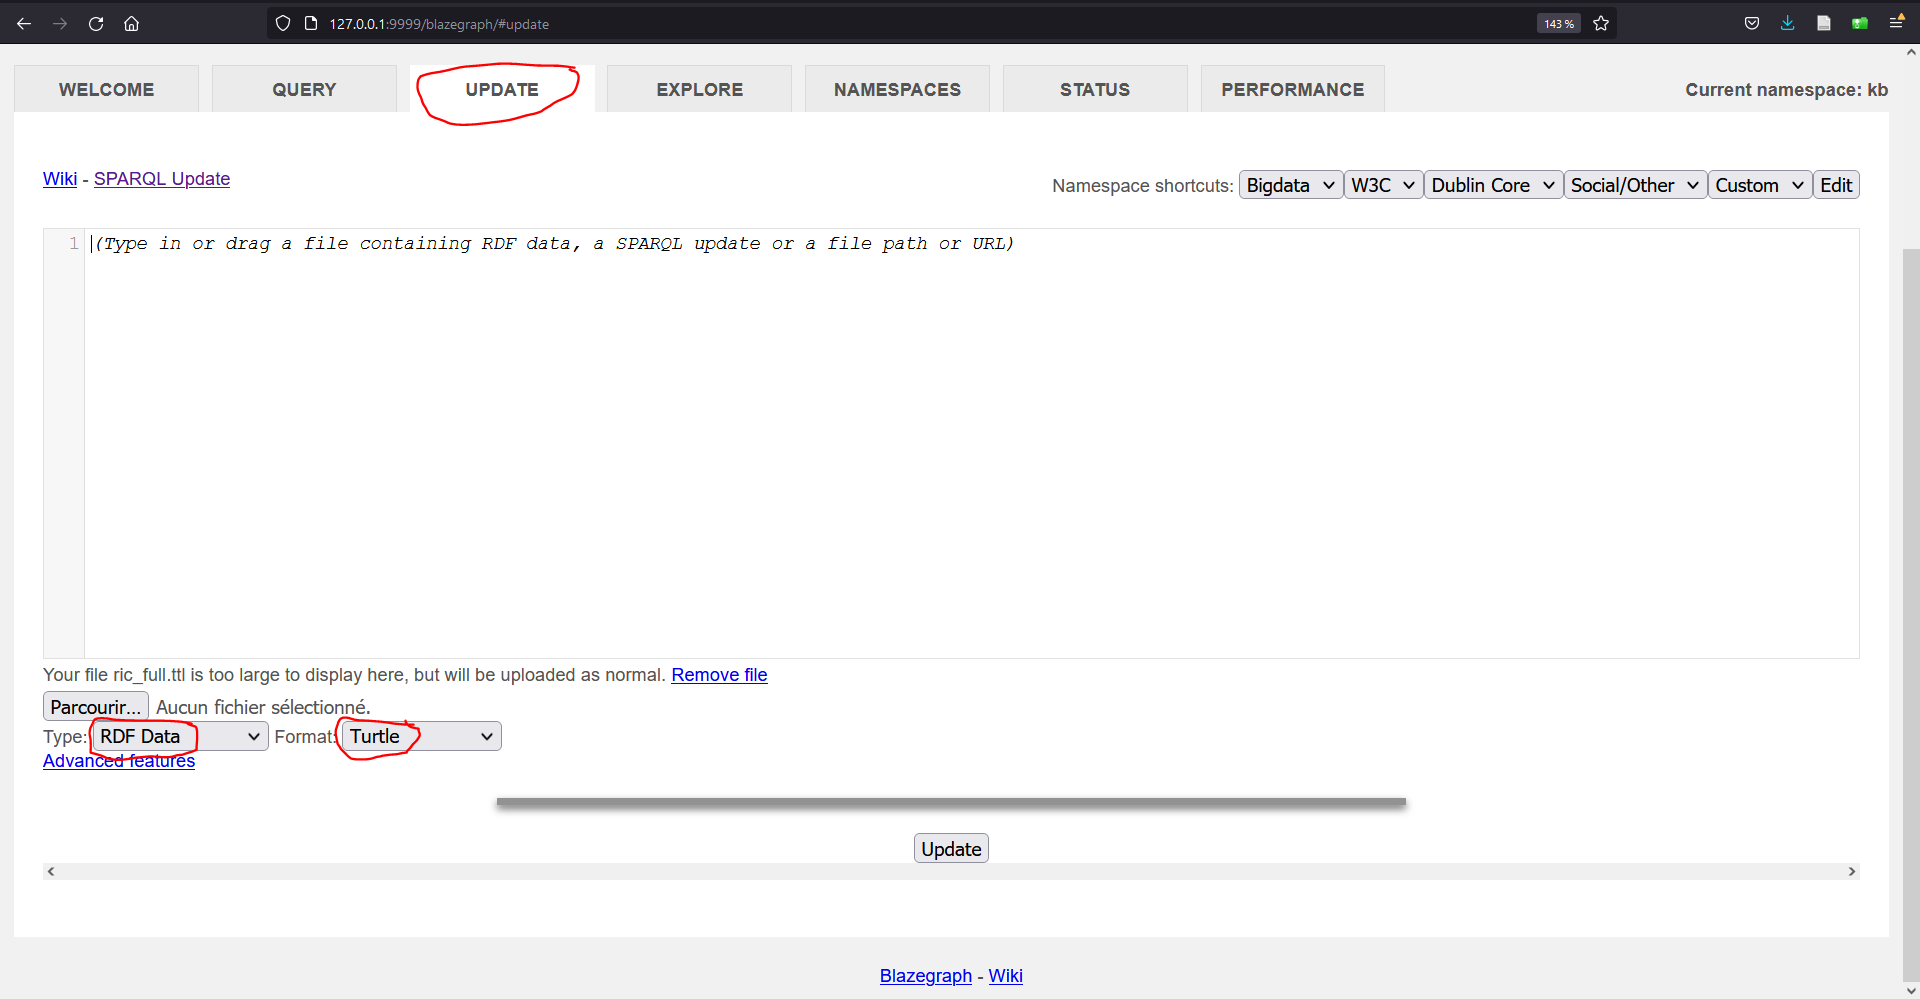 127.0.0.1:9999/blazegraph/#update 143 %
WELCOME QUERY UPDATE EXPLORE NAMESPACES STATUS PERFORMANCE Current namespace: kb
Wiki - SPARQL Update Namespace shortcuts: Bigdata W3C Dublin Core Social/Other Custom Edit
1 (Type in or drag a file containing RDF data, a SPARQL update or a file path or URL)
Your file ric_full.ttl is too large to display here, but will be uploaded as normal. Remove file
Parcourir... Aucun fichier sélectionné.
Type: RDF Data Format: Turtle
Advanced features
Update
Blazegraph - Wiki